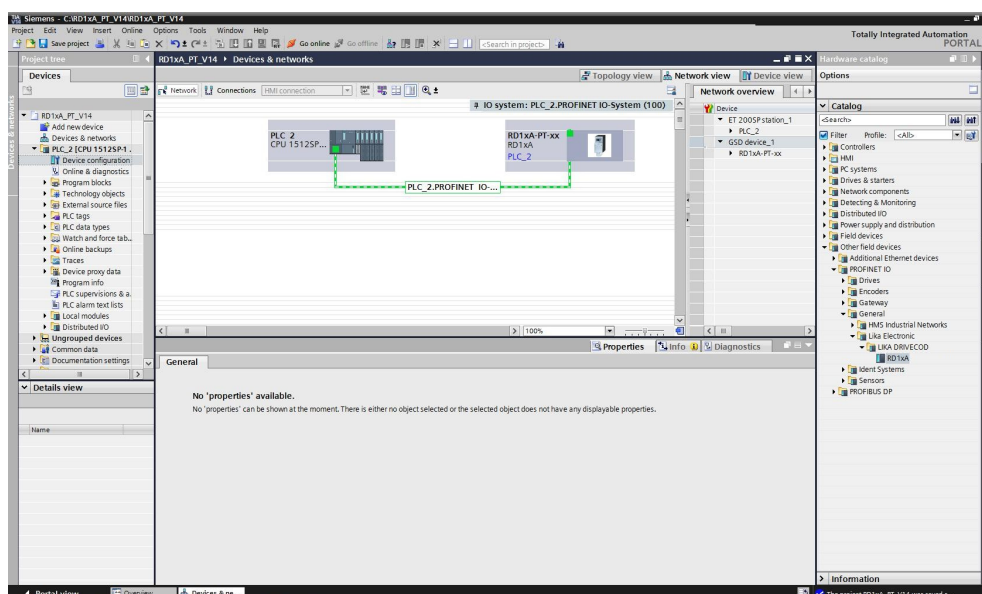 Siemens - C:\RD1xA_PT_V14\RD1xA_PT_V14
Project Edit View Insert Online Options Tools Window Help
Totally Integrated Automation
PORTAL
Save project
Go online
Go offline
<Search in project>
Project tree
RD1xA_PT_V14 ▸ Devices & networks
Hardware catalog
Devices
Topology view
Network view
Device view
Options
Network
Connections
HMI connection
Network overview
IO system: PLC_2.PROFINET IO-System (100)
PLC 2
CPU 1512SP...
RD1xA-PT-xx
RD1xA
PLC_2
PLC_2.PROFINET IO-...
100%
Device
ET 200SP station_1
PLC_2
GSD device_1
RD1xA-PT-xx
Devices & networks
RD1xA_PT_V14
Add new device
Devices & networks
PLC_2 [CPU 1512SP-1 .
Device configuration
Online & diagnostics
Program blocks
Technology objects
External source files
PLC tags
PLC data types
Watch and force tab..
Online backups
Traces
Device proxy data
Program info
PLC supervisions & a.
PLC alarm text lists
Local modules
Distributed I/O
Ungrouped devices
Common data
Documentation settings
Details view
Name
Properties
Info
Diagnostics
General
No 'properties' available.
No 'properties' can be shown at the moment. There is either no object selected or the selected object does not have any displayable properties.
Catalog
<Search>
Filter Profile: <All>
Controllers
HMI
PC systems
Drives & starters
Network components
Detecting & Monitoring
Distributed I/O
Power supply and distribution
Field devices
Other field devices
Additional Ethernet devices
PROFINET IO
Drives
Encoders
Gateway
General
HMS Industrial Networks
Lika Electronic
LIKA DRIVECOD
RD1xA
Ident Systems
Sensors
PROFIBUS DP
Information
Portal view
Overview
Devices & ne...
The project RD1xA_PT_V14 was saved s...